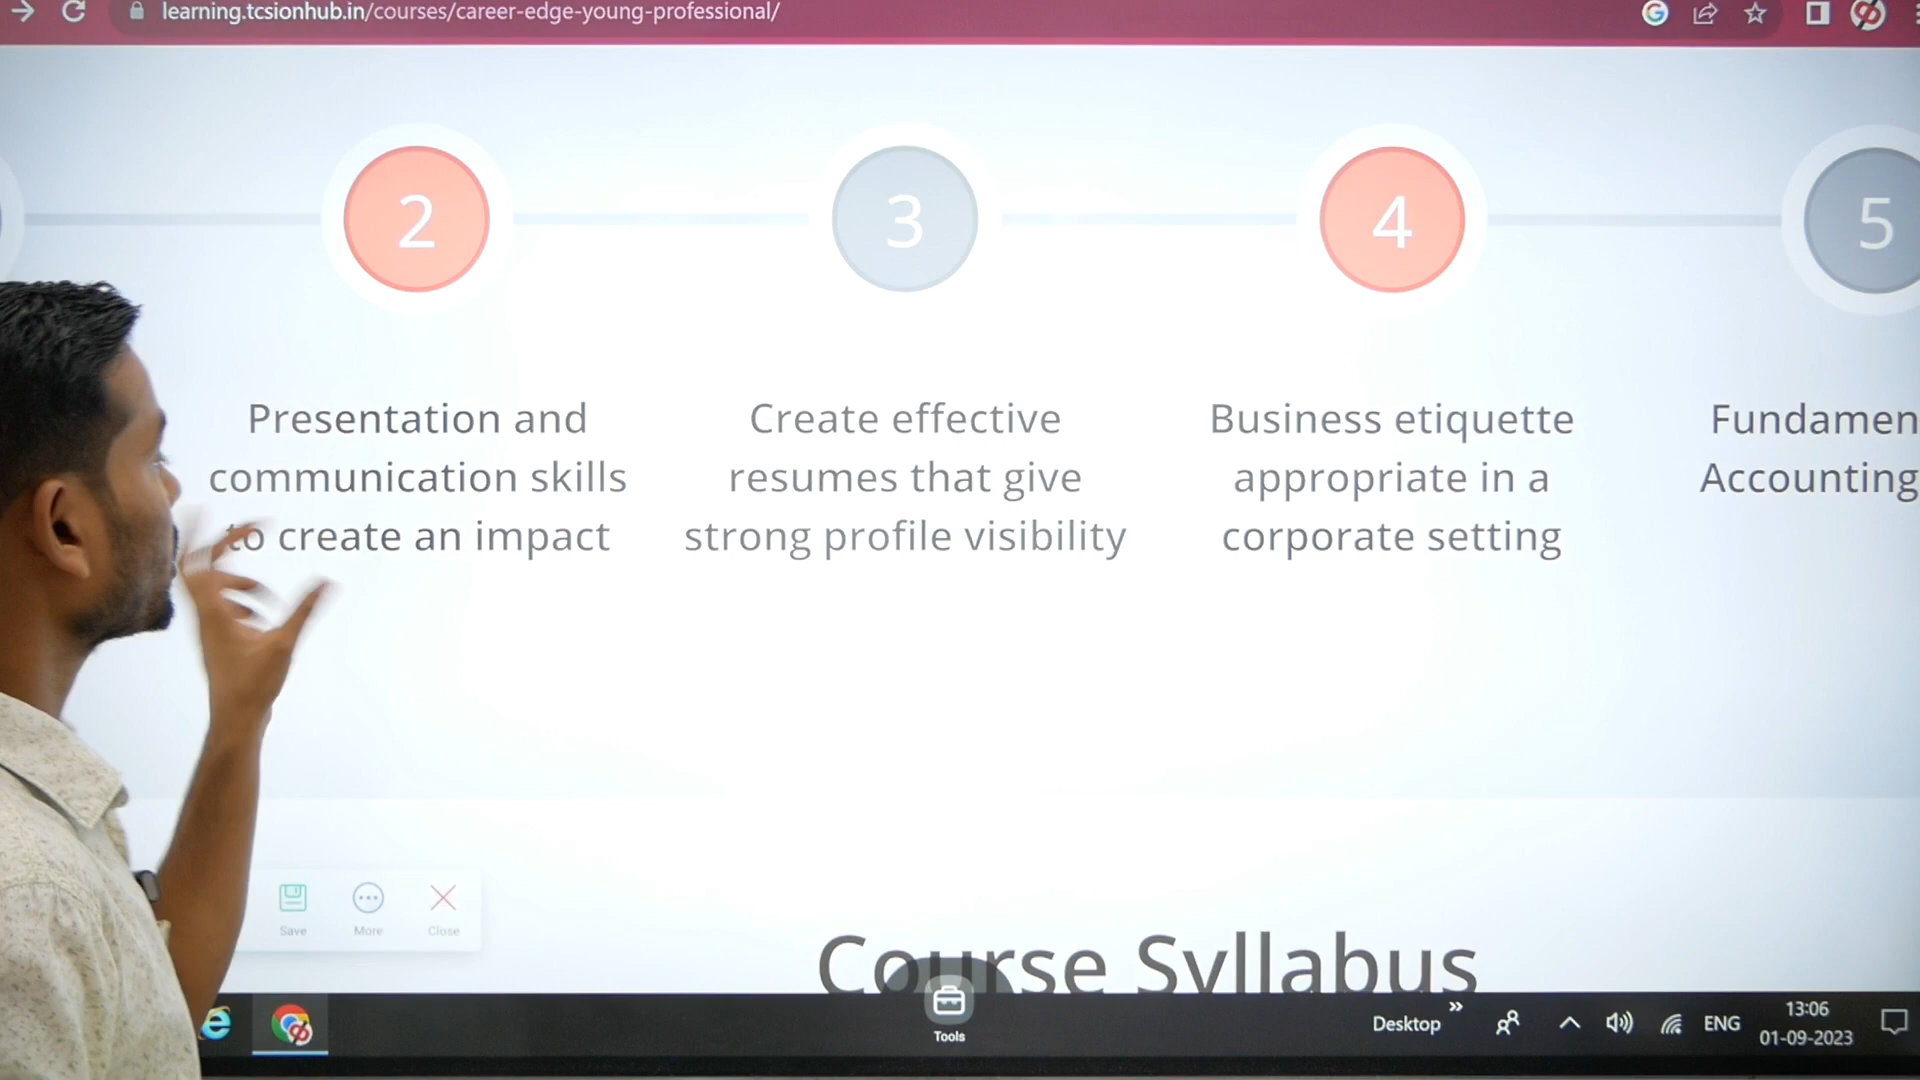 learning.tcsionhub.in/courses/career-edge-young-professional/
2
3
4
5
Presentation and
communication skills
to create an impact
Create effective
resumes that give
strong profile visibility
Business etiquette
appropriate in a
corporate setting
Fundamen
Accounting
Save
More
Close
Course Syllabus
Tools
Desktop
ENG
13:06
01-09-2023